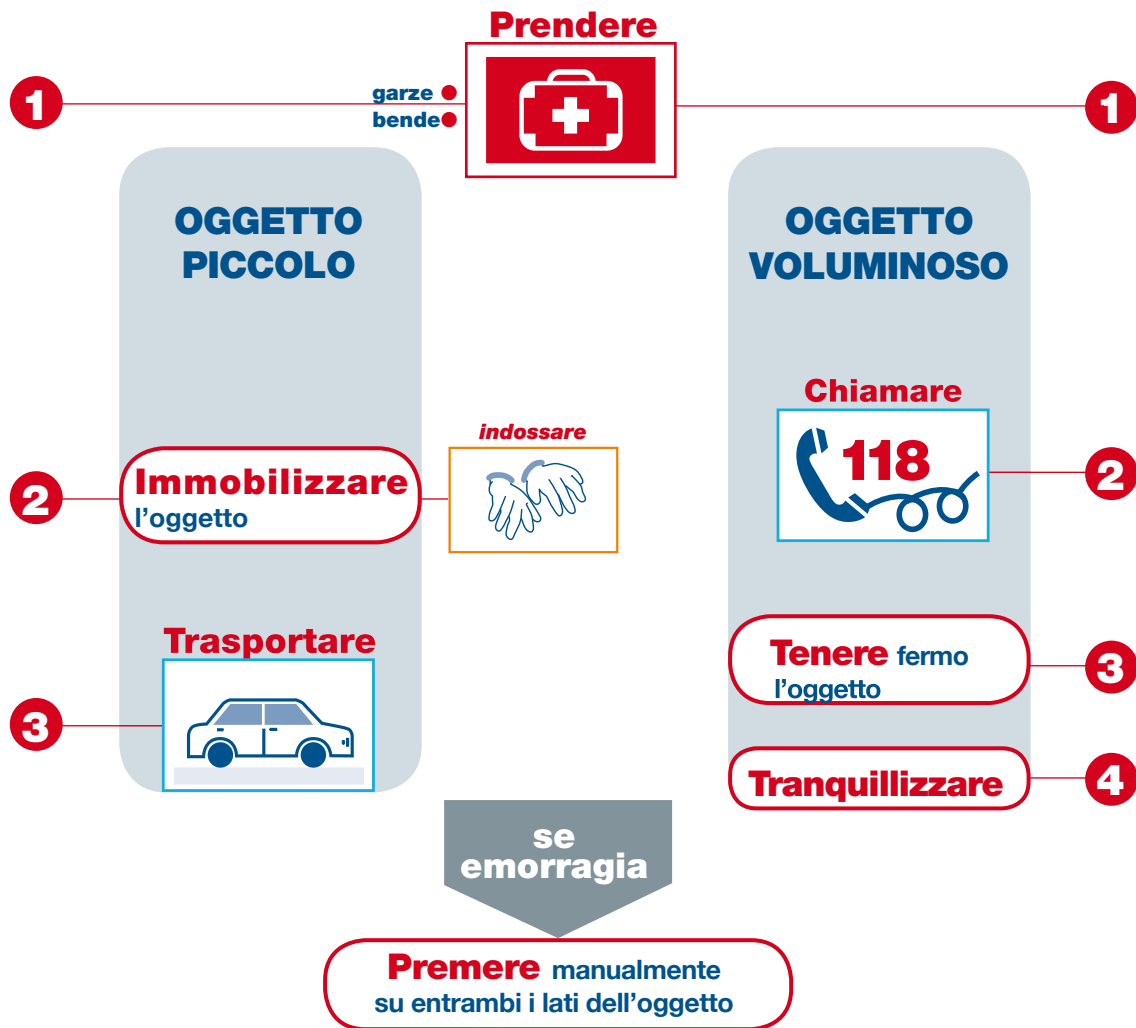 Prendere
1
garze
bende
1
OGGETTO
PICCOLO
OGGETTO
VOLUMINOSO
2
Immobilizzare
l'oggetto
indossare
Chiamare
118
2
Trasportare
3
Tenere fermo
l'oggetto
3
Tranquillizzare
4
se
emorragia
Premere manualmente
su entrambi i lati dell'oggetto